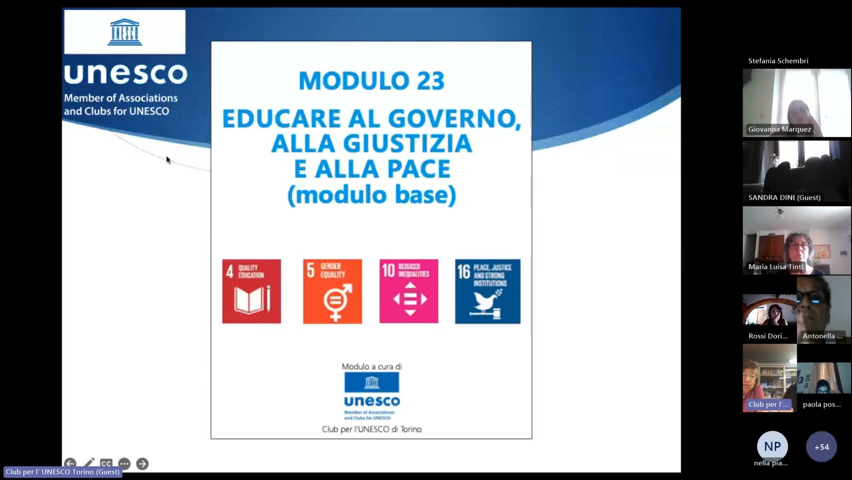 unesco
Member of Associations
and Clubs for UNESCO
MODULO 23
EDUCARE AL GOVERNO,
ALLA GIUSTIZIA
E ALLA PACE
(modulo base)
4 QUALITY
EDUCATION
5 GENDER
EQUALITY
10 REDUCED
INEQUALITIES
16 PEACE, JUSTICE
AND STRONG
INSTITUTIONS
Modulo a cura di
unesco
Member of Associations
and Clubs for UNESCO
Club per l'UNESCO di Torino
Club per l' UNESCO Torino (Guest)
Stefania Schembri
Giovanna Marquez
SANDRA DINI (Guest)
Maria Luisa Tinti
Rossi Dori...
Antonella ...
Club per l'...
paola pos...
NP
nella pia...
+54